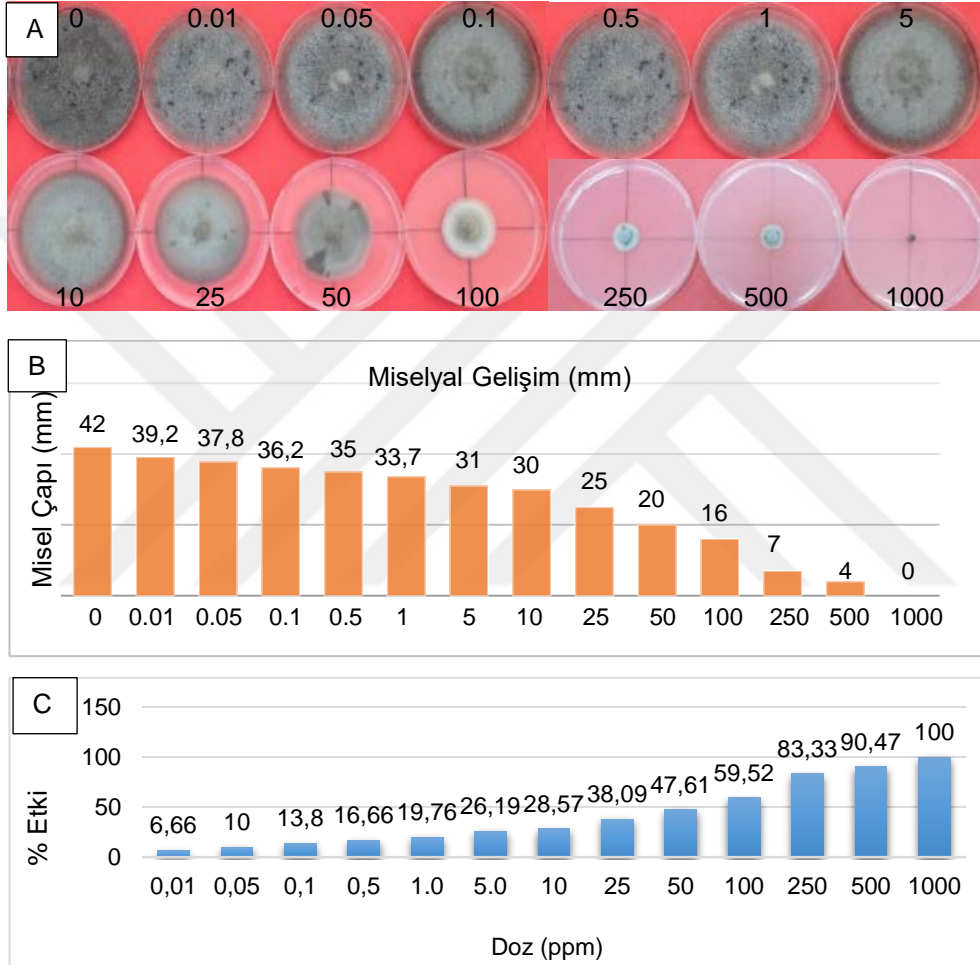 A
0 0.01 0.05 0.1 0.5 1 5
10 25 50 100 250 500 1000
B
Miselyal Gelişim (mm)
Misel Çapı (mm)
42 39,2 37,8 36,2 35 33,7 31 30 25 20 16 7 4 0
0 0.01 0.05 0.1 0.5 1 5 10 25 50 100 250 500 1000
C
% Etki
150
100
50
0
6,66 10 13,8 16,66 19,76 26,19 28,57 38,09 47,61 59,52 83,33 90,47 100
0,01 0,05 0,1 0,5 1.0 5.0 10 25 50 100 250 500 1000
Doz (ppm)